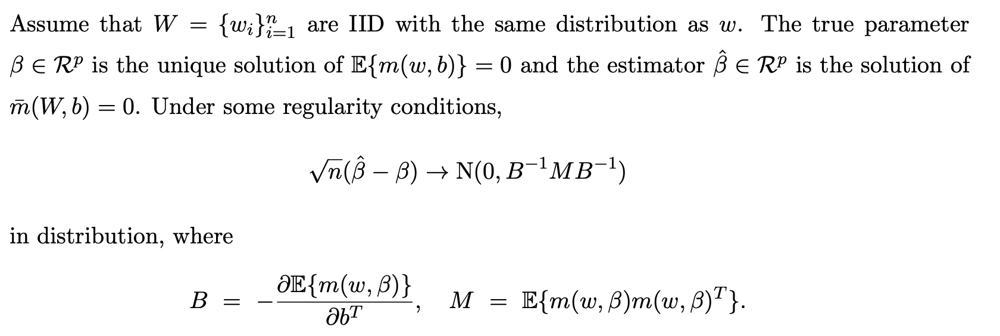 Assume that $W = \{w_i\}_{i=1}^n$ are IID with the same distribution as $w$. The true parameter
$\beta \in \mathcal{R}^p$ is the unique solution of $\mathbb{E}\{m(w, b)\} = 0$ and the estimator $\hat{\beta} \in \mathcal{R}^p$ is the solution of
$\bar{m}(W, b) = 0$. Under some regularity conditions,
$\sqrt{n}(\hat{\beta} - \beta) \to \mathrm{N}(0, B^{-1}MB^{-1})$
in distribution, where
$B = -\frac{\partial \mathbb{E}\{m(w, \beta)\}}{\partial b^T}, \quad M = \mathbb{E}\{m(w, \beta)m(w, \beta)^T\}.$